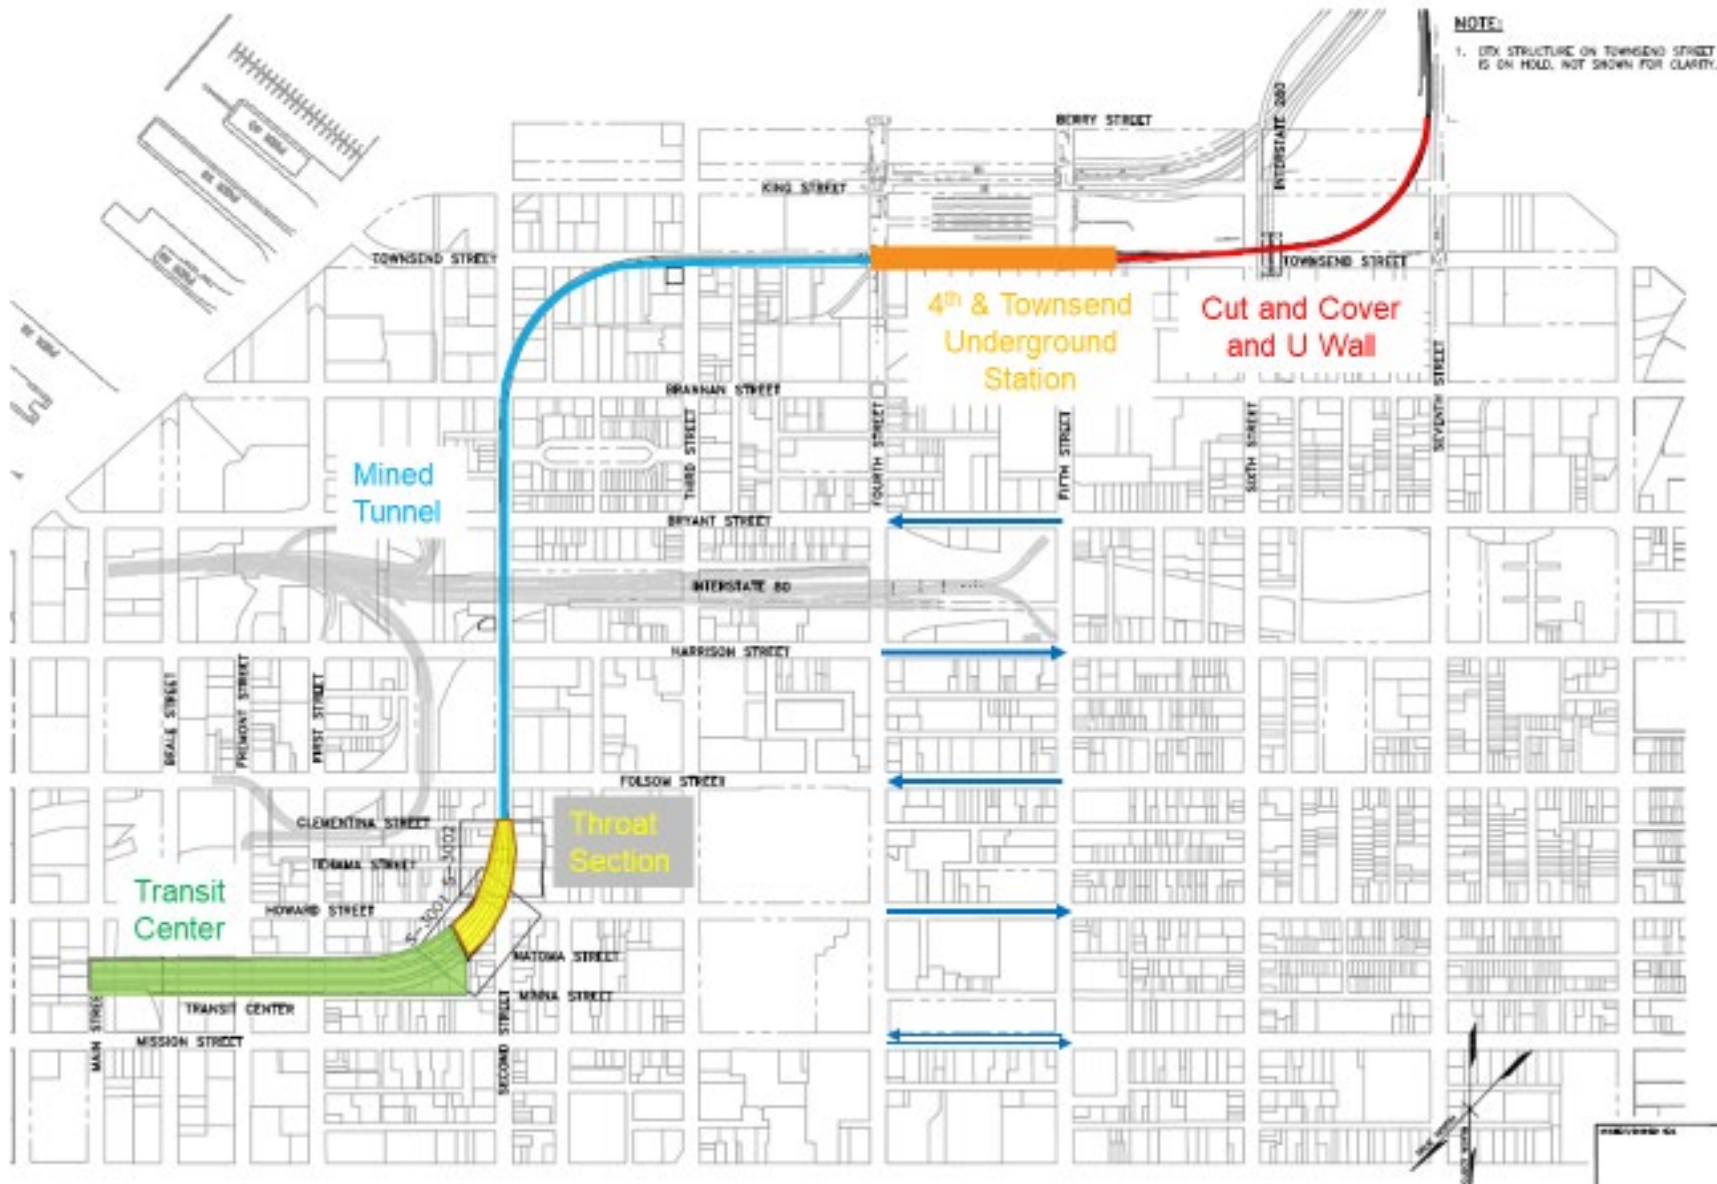 NOTE:
1. DTX STRUCTURE ON TOWNSEND STREET
IS ON HOLD, NOT SHOWN FOR CLARITY.
BERRY STREET
INTERSTATE 280
KING STREET
TOWNSEND STREET
TOWNSEND STREET
4th & Townsend
Underground
Station
Cut and Cover
and U Wall
BRANNAN STREET
THIRD STREET
FOURTH STREET
FIFTH STREET
SIXTH STREET
SEVENTH STREET
Mined
Tunnel
BRYANT STREET
INTERSTATE 80
HARRISON STREET
BEALE STREET
FREMONT STREET
FIRST STREET
FOLSOM STREET
CLEMENTINA STREET
TEHAMA STREET
S-3002
Throat
Section
Transit
Center
HOWARD STREET
S-3001
NATOMA STREET
MINNA STREET
TRANSIT CENTER
MISSION STREET
MAIN STREET
SECOND STREET